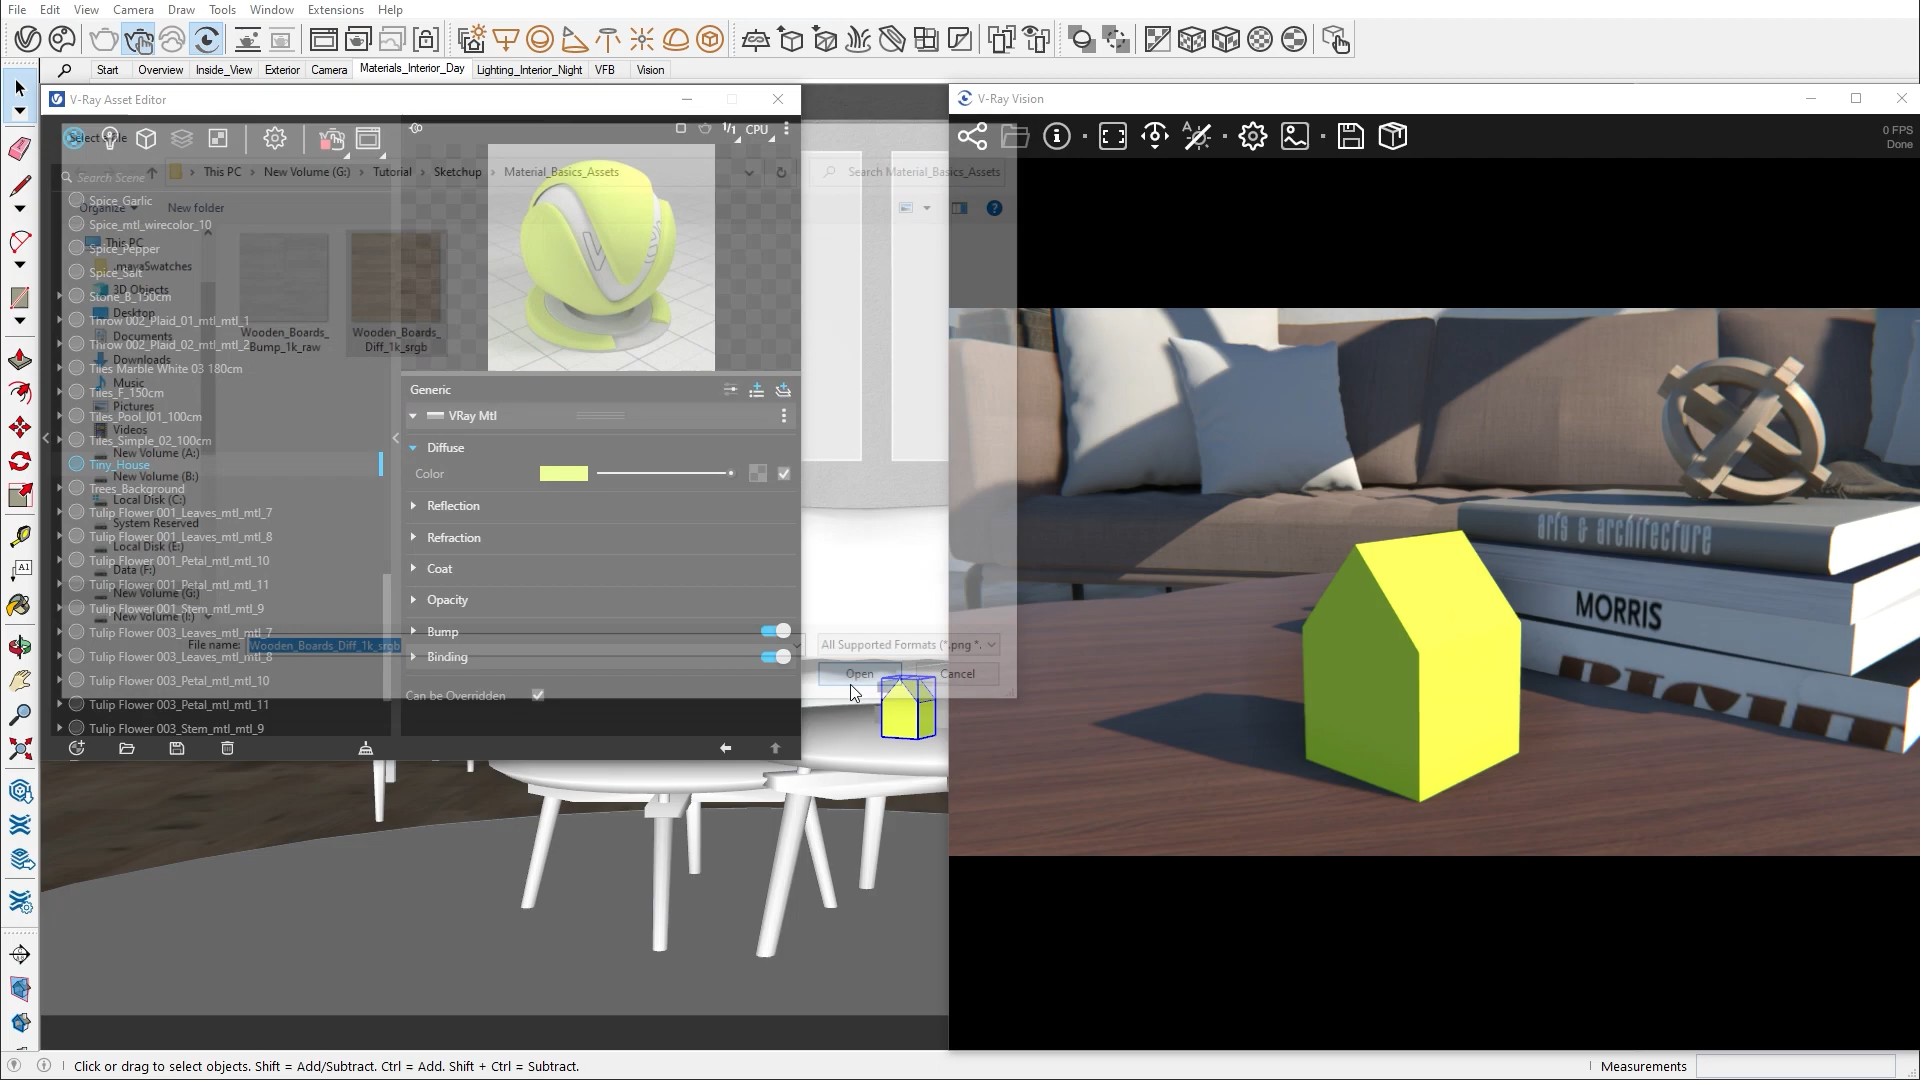 File Edit View Camera Draw Tools Window Extensions Help
Start Overview Inside_View Exterior Camera Materials_Interior_Day Lighting_Interior_Night VFB Vision
V-Ray Asset Editor
V-Ray Vision
Select File
1/1 CPU
0 FPS
Done
Search Scene
This PC New Volume (G:) Tutorial Sketchup Material_Basics_Assets
Search Material_Basics_Assets
Organize New folder
Spice_Garlic
Spice_mtl_wirecolor_10
Spice_Pepper
Spice_Salt
Stone_B_150cm
Throw 002_Plaid_01_mtl_mtl_1
Throw 002_Plaid_02_mtl_mtl_2
Tiles Marble White 03 180cm
Tiles_F_150cm
Tiles_Pool_I01_100cm
Tiles_Simple_02_100cm
Tiny_House
Trees_Background
Tulip Flower 001_Leaves_mtl_mtl_7
Tulip Flower 001_Leaves_mtl_mtl_8
Tulip Flower 001_Petal_mtl_mtl_10
Tulip Flower 001_Petal_mtl_mtl_11
Tulip Flower 001_Stem_mtl_mtl_9
Tulip Flower 003_Leaves_mtl_mtl_7
Tulip Flower 003_Leaves_mtl_mtl_8
Tulip Flower 003_Petal_mtl_mtl_10
Tulip Flower 003_Petal_mtl_mtl_11
Tulip Flower 003_Stem_mtl_mtl_9
This PC
.mayaSwatches
3D Objects
Desktop
Documents
Downloads
Music
Pictures
Videos
New Volume (A:)
New Volume (B:)
Local Disk (C:)
System Reserved
Local Disk (E:)
Data (F:)
New Volume (G:)
New Volume (I:)
Wooden_Boards_
Bump_1k_raw
Wooden_Boards_
Diff_1k_srgb
File name: Wooden_Boards_Diff_1k_srgb
All Supported Formats (*.png *.
Open Cancel
Generic
VRay Mtl
Diffuse
Color
Reflection
Refraction
Coat
Opacity
Bump
Binding
Can be Overridden
arts & architecture
MORRIS
A1
Click or drag to select objects. Shift = Add/Subtract. Ctrl = Add. Shift + Ctrl = Subtract.
Measurements